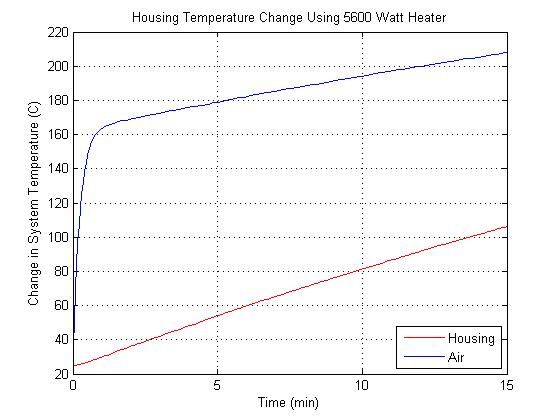 Housing Temperature Change Using 5600 Watt Heater
220
200
180
160
140
120
100
80
60
40
20
Change in System Temperature (C)
0 5 10 15
Time (min)
Housing
Air